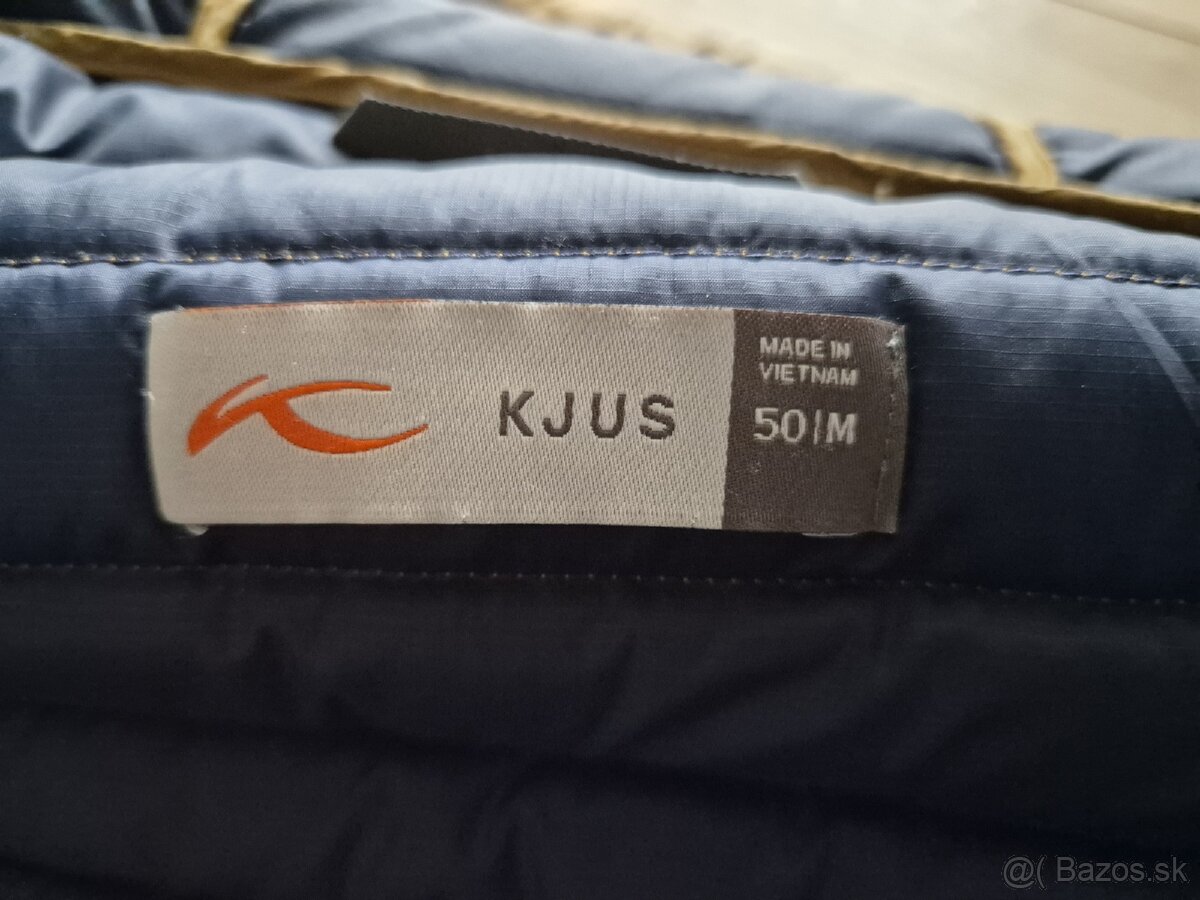 KJUS
MADE IN
VIETNAM
50|M
@( Bazos.sk